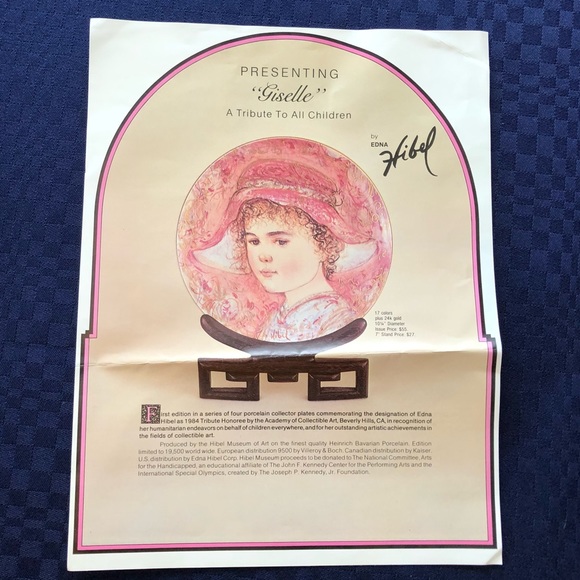 PRESENTING
“Giselle”
A Tribute To All Children
by
EDNA
Hibel
17 colors
plus 24k gold
Diameter
Issue Price: $55
7" Stand Price: $27
First edition in a series of four porcelain collector plates commemorating the designation of Edna
Hibel as 1984 Tribute Honoree by the Academy of Collectible Art, Beverly Hills, CA, in recognition of
her humanitarian endeavors on behalf of children everywhere, and for her outstanding artistic achievements in
the fields of collectible art.
Produced by the Hibel Museum of Art on the finest quality Heinrich Bavarian Porcelain. Edition
limited to 19,500 world wide. European distribution 9500 by Villeroy & Boch. Canadian distribution by Kaiser.
U.S. distribution by Edna Hibel Corp. Hibel Museum proceeds to be donated to The National Committee, Arts
for the Handicapped, an educational affiliate of The John F. Kennedy Center for the Performing Arts and the
International Special Olympics, created by The Joseph P. Kennedy, Jr. Foundation.